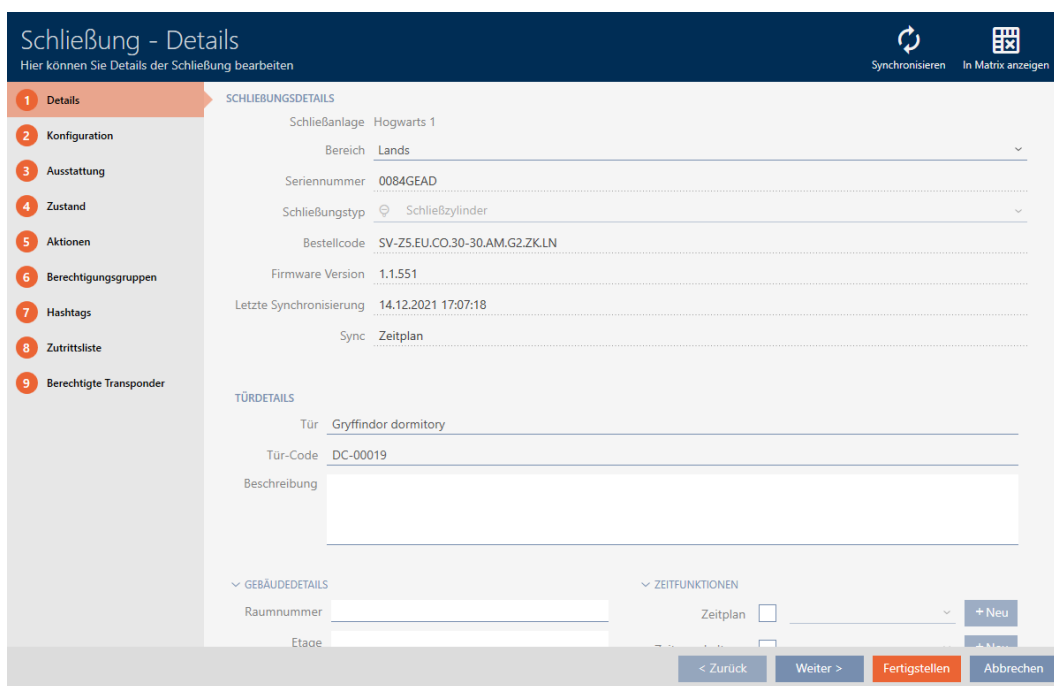 Schließung - Details
Hier können Sie Details der Schließung bearbeiten
Synchronisieren
In Matrix anzeigen
1 Details
2 Konfiguration
3 Ausstattung
4 Zustand
5 Aktionen
6 Berechtigungsgruppen
7 Hashtags
8 Zutrittsliste
9 Berechtigte Transponder
SCHLIEßUNGSDETAILS
Schließanlage Hogwarts 1
Bereich Lands
Seriennummer 0084GEAD
Schließungstyp Schließzylinder
Bestellcode SV-Z5.EU.CO.30-30.AM.G2.ZK.LN
Firmware Version 1.1.551
Letzte Synchronisierung 14.12.2021 17:07:18
Sync Zeitplan
TÜRDETAILS
Tür Gryffindor dormitory
Tür-Code DC-00019
Beschreibung
GEBÄUDEDETAILS
Raumnummer
Etage
ZEITFUNKTIONEN
Zeitplan + Neu
< Zurück
Weiter >
Fertigstellen
Abbrechen